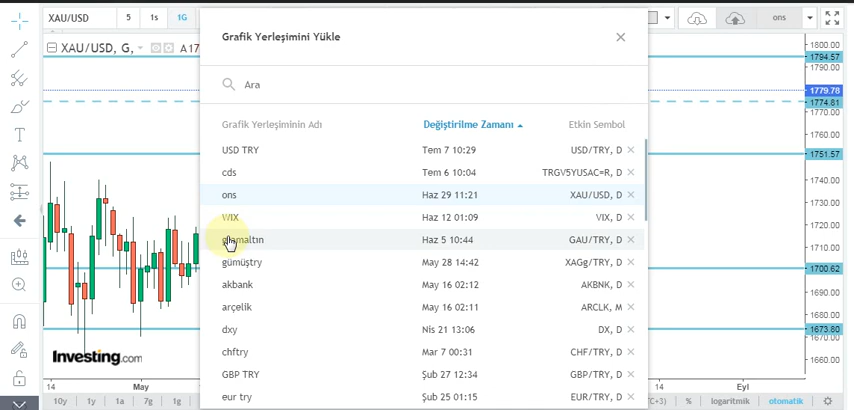 XAU/USD 5 1s 1G ons
Grafik Yerleşimini Yükle
XAU/USD, G, A17
Ara
Grafik Yerleşiminin Adı Değiştirilme Zamanı Etkin Sembol
USD TRY Tem 7 10:29 USD/TRY, D
cds Tem 6 10:04 TRGV5YUSAC=R, D
ons Haz 29 11:21 XAU/USD, D
WIX Haz 12 01:09 VIX, D
gramaltın Haz 5 10:44 GAU/TRY, D
gümüştry May 28 14:42 XAGg/TRY, D
akbank May 16 02:12 AKBNK, D
arçelik May 16 02:11 ARCLK, M
dxy Nis 21 13:06 DX, D
chftry Mar 7 00:31 CHF/TRY, D
GBP TRY Şub 27 12:34 GBP/TRY, D
eur try Şub 25 01:15 EUR/TRY, D
1800.00
1794.57
1790.00
1779.78
1774.81
1770.00
1760.00
1751.57
1740.00
1730.00
1720.00
1710.00
1700.62
1690.00
1680.00
1673.80
1660.00
Investing.com
14 May 14 Eyl
10y 1y 1a 7g 1g TC+3) % logaritmik otomatik